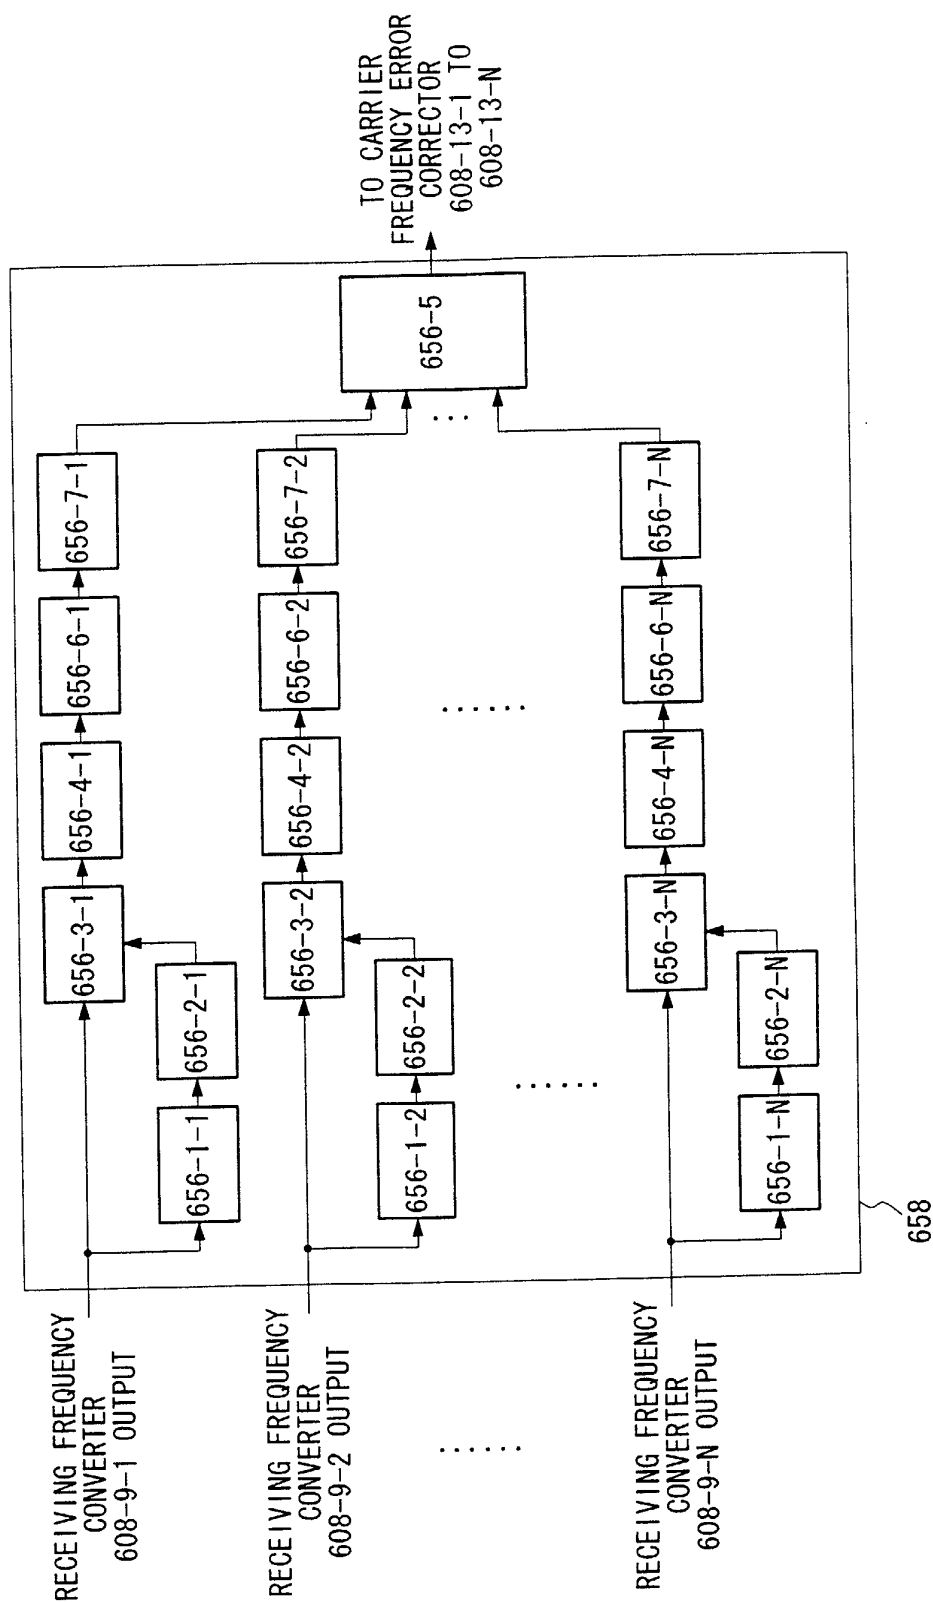 RECEIVING FREQUENCY
CONVERTER
608-9-1 OUTPUT
656-1-1
656-2-1
656-3-1
656-4-1
656-6-1
656-7-1
RECEIVING FREQUENCY
CONVERTER
608-9-2 OUTPUT
656-1-2
656-2-2
656-3-2
656-4-2
656-6-2
656-7-2
......
......
......
...
RECEIVING FREQUENCY
CONVERTER
608-9-N OUTPUT
656-1-N
656-2-N
656-3-N
656-4-N
656-6-N
656-7-N
656-5
TO CARRIER
FREQUENCY ERROR
CORRECTOR
608-13-1 TO
608-13-N
658